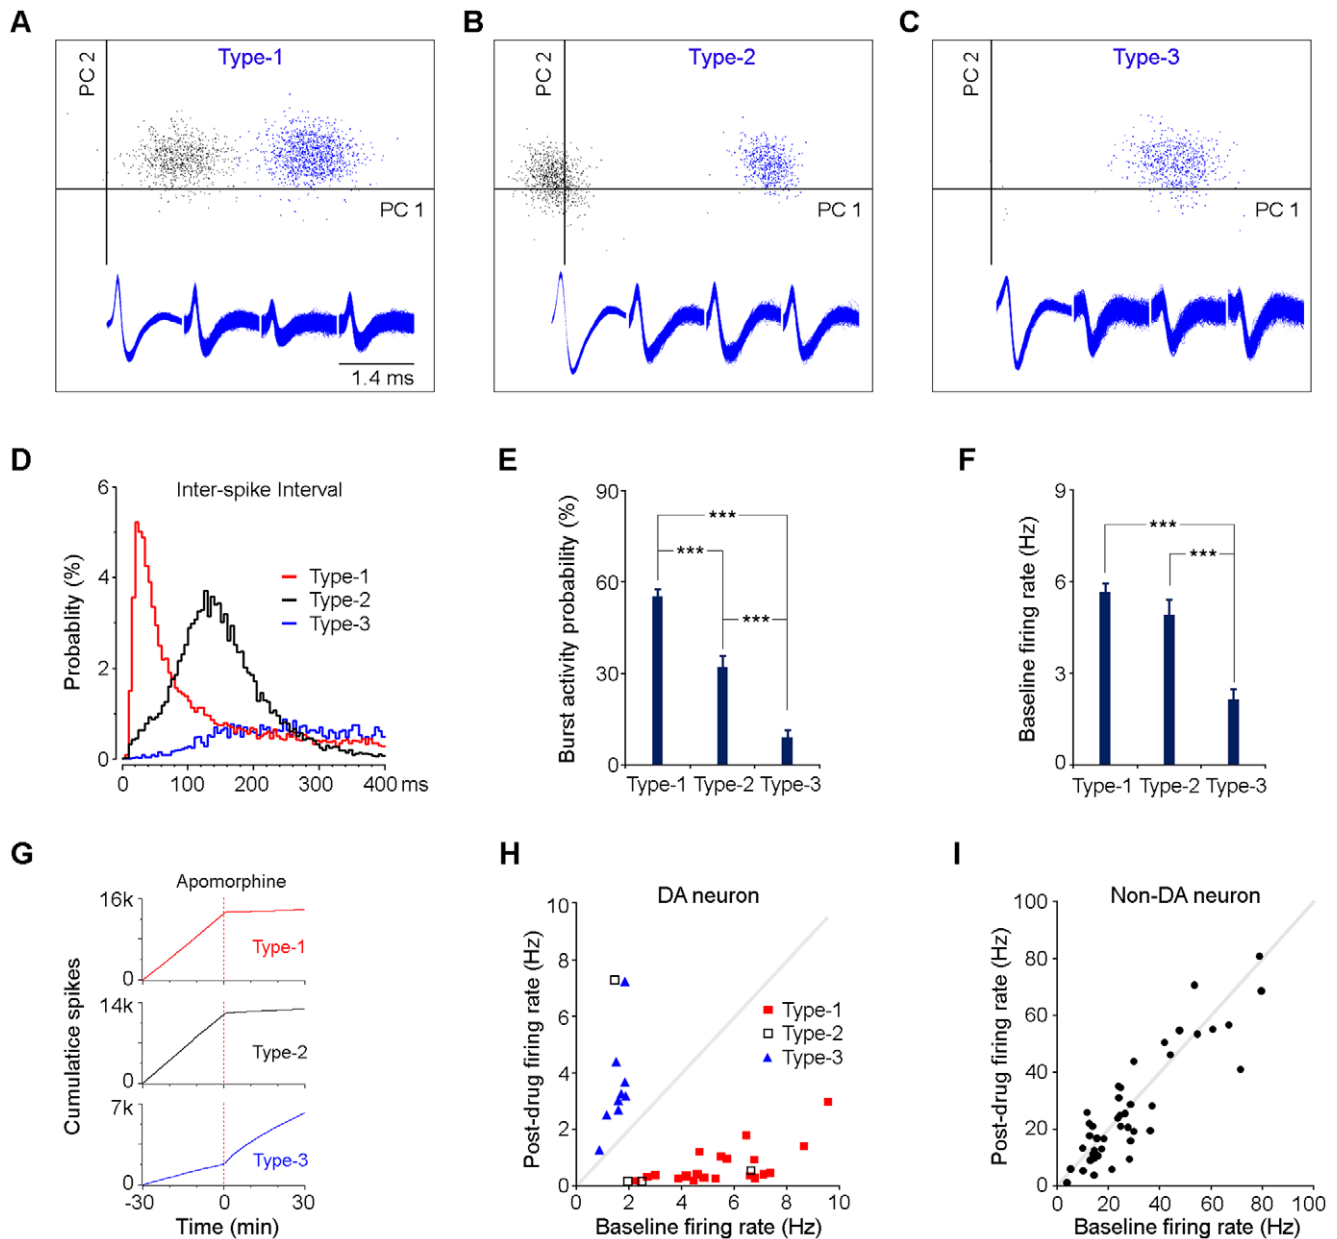 A
B
C
PC 2
Type-1
PC 1
1.4 ms
PC 2
Type-2
PC 1
PC 2
Type-3
PC 1
D
E
F
Probablity (%)
6
4
2
0
Inter-spike Interval
Type-1
Type-2
Type-3
0
100
200
300
400 ms
Burst activity probability (%)
90
60
30
0
***
***
***
Type-1 Type-2 Type-3
Baseline firing rate (Hz)
9
6
3
0
***
***
Type-1 Type-2 Type-3
G
H
I
Cumulatice spikes
Apomorphine
16k
0
Type-1
14k
0
Type-2
7k
0
Type-3
-30
0
30
Time (min)
DA neuron
Post-drug firing rate (Hz)
10
8
6
4
2
0
Type-1
Type-2
Type-3
0
2
4
6
8
10
Baseline firing rate (Hz)
Non-DA neuron
Post-drug firing rate (Hz)
100
80
60
40
20
0
0
20
40
60
80
100
Baseline firing rate (Hz)